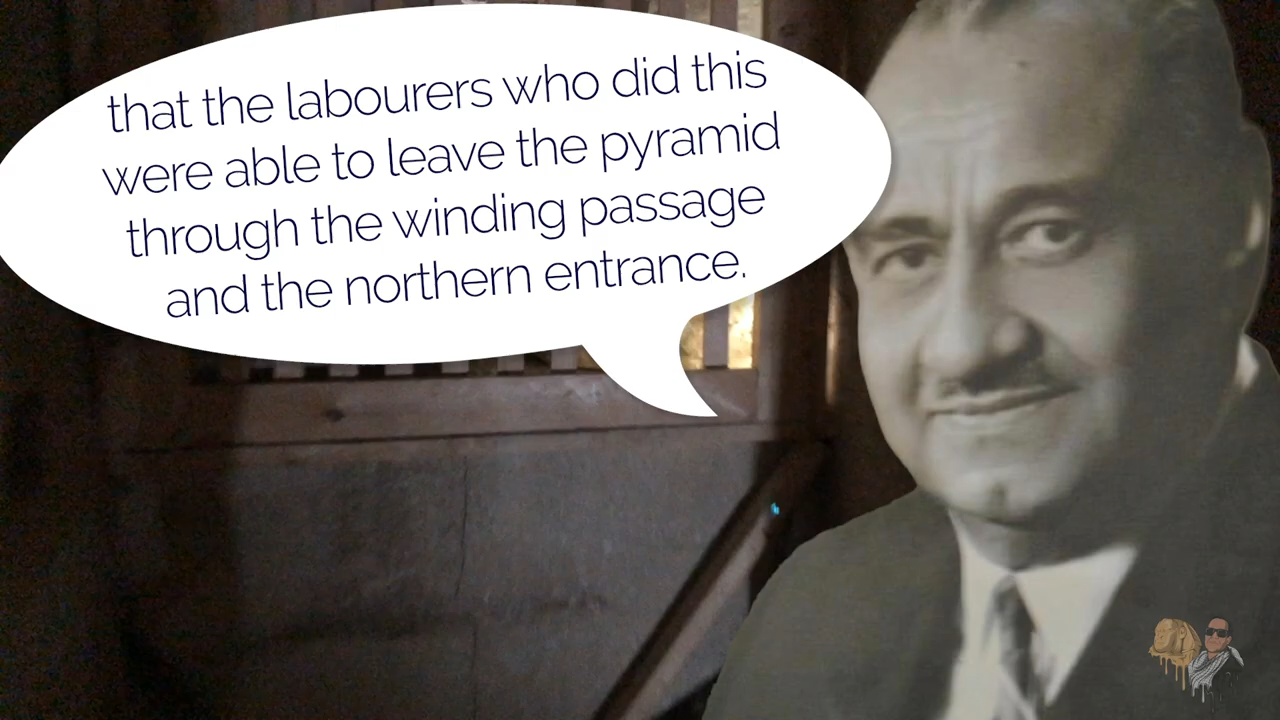 that the labourers who did this
were able to leave the pyramid
through the winding passage
and the northern entrance.